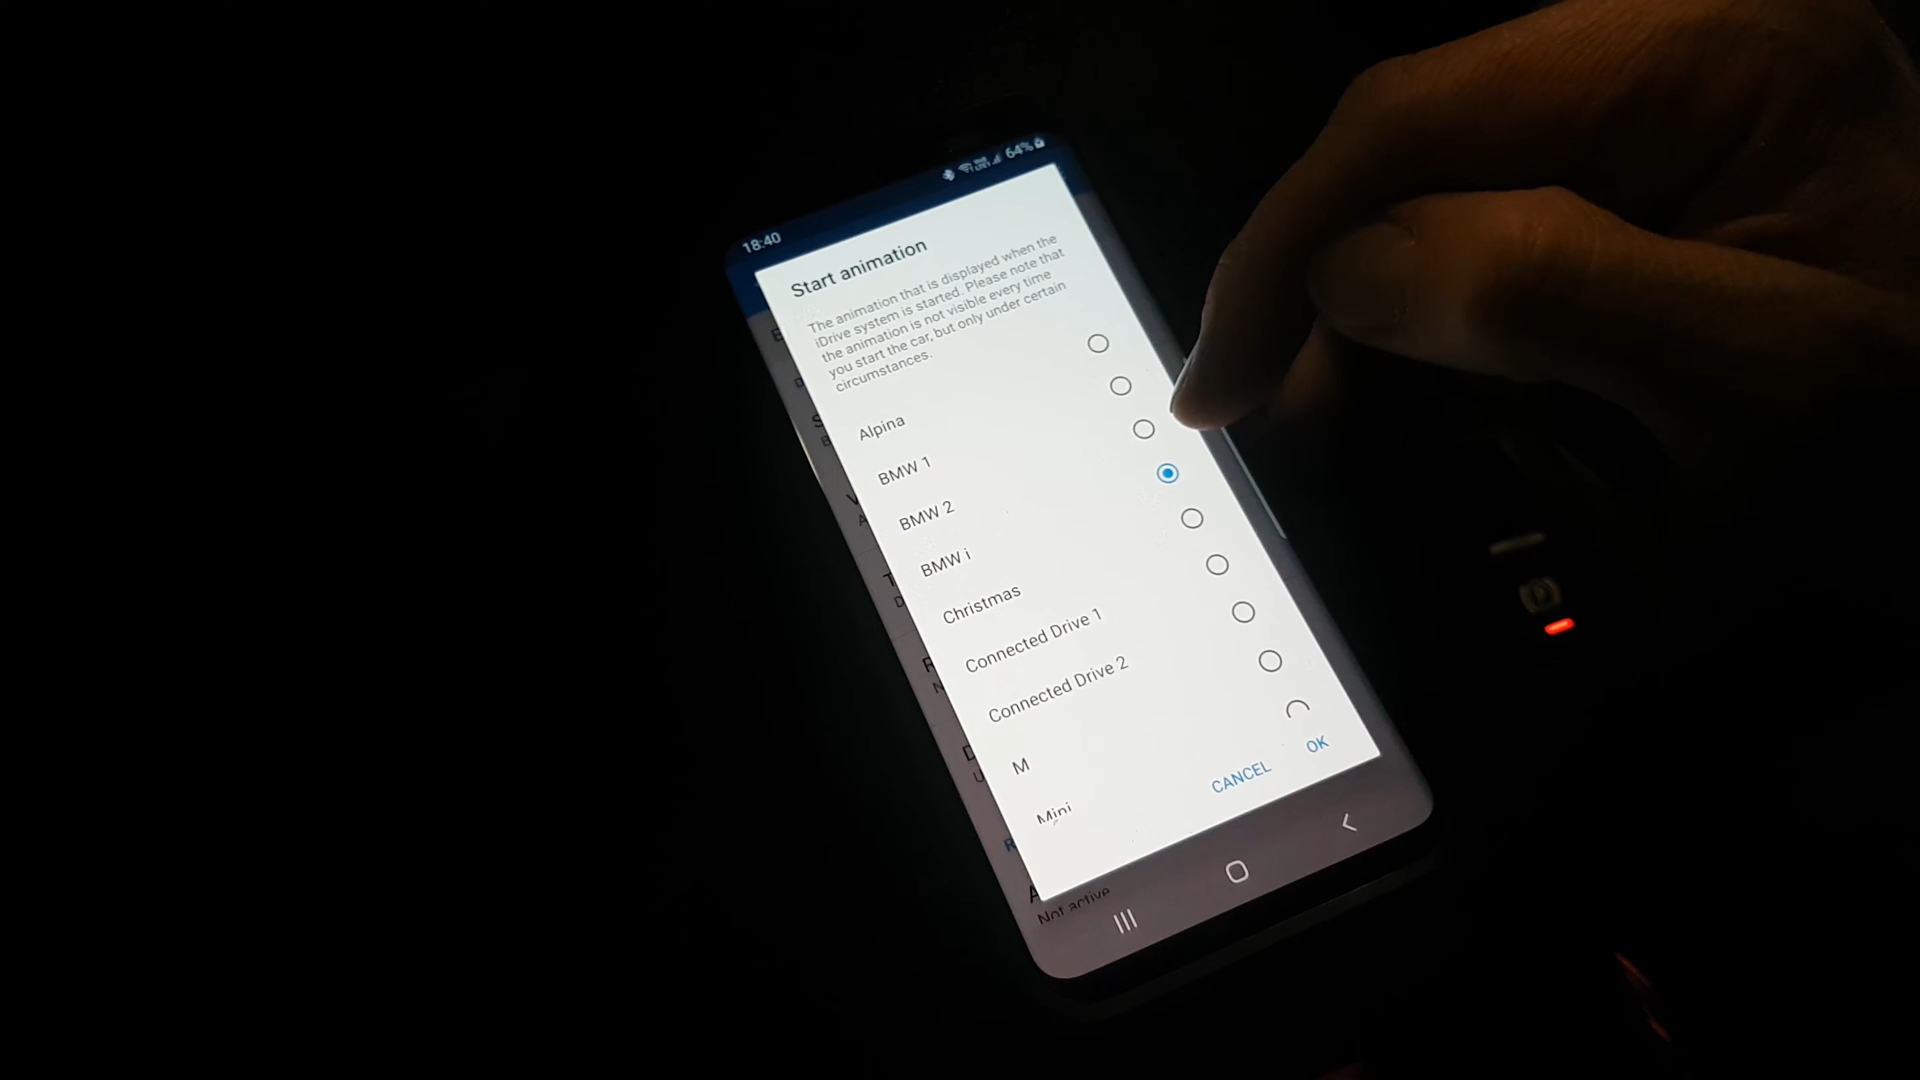 18:40
64%
Start animation
The animation that is displayed when the
iDrive system is started. Please note that
the animation is not visible every time
you start the car, but only under certain
circumstances.
Alpina
BMW 1
BMW 2
BMW i
Christmas
Connected Drive 1
Connected Drive 2
M
Mini
CANCEL
OK
Not active